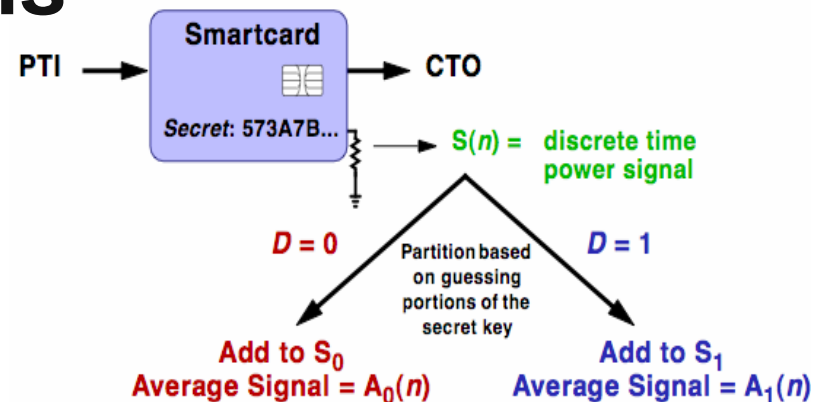 is
Smartcard
PTI
CTO
Secret: 573A7B...
S(n) = discrete time
power signal
D = 0
D = 1
Partition based
on guessing
portions of the
secret key
Add to S0
Average Signal = A0(n)
Add to S1
Average Signal = A1(n)